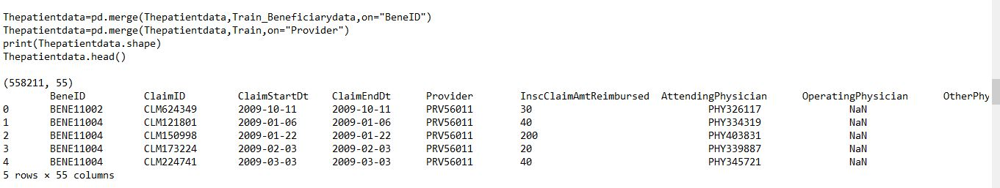 Thepatientdata=pd.merge(Thepatientdata,Train_Beneficiarydata,on="BeneID")
Thepatientdata=pd.merge(Thepatientdata,Train,on="Provider")
print(Thepatientdata.shape)
Thepatientdata.head()
(558211, 55)
BeneID ClaimID ClaimStartDt ClaimEndDt Provider InscClaimAmtReimbursed AttendingPhysician OperatingPhysician OtherPhy
0 BENE11002 CLM624349 2009-10-11 2009-10-11 PRV56011 30 PHY326117 NaN
1 BENE11004 CLM121801 2009-01-06 2009-01-06 PRV56011 40 PHY334319 NaN
2 BENE11004 CLM150998 2009-01-22 2009-01-22 PRV56011 200 PHY403831 NaN
3 BENE11004 CLM173224 2009-02-03 2009-02-03 PRV56011 20 PHY339887 NaN
4 BENE11004 CLM224741 2009-03-03 2009-03-03 PRV56011 40 PHY345721 NaN
5 rows × 55 columns